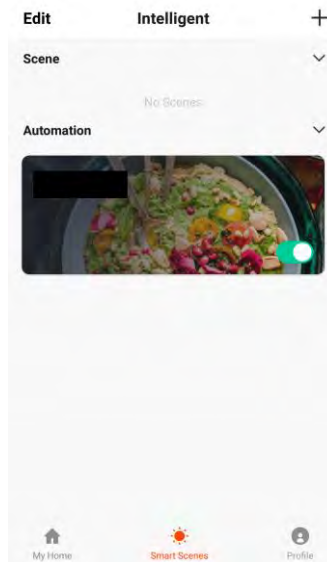 Edit Intelligent +
Scene
No Scenes
Automation
My Home Smart Scenes Profile